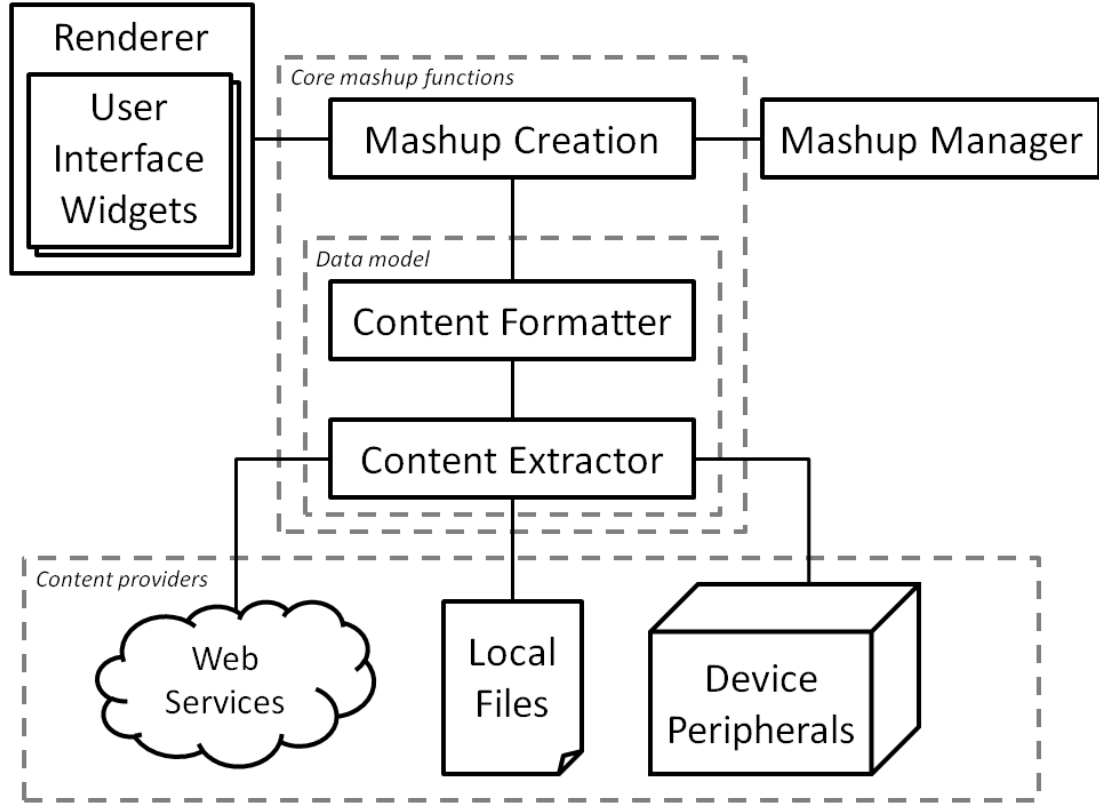 Renderer
User
Interface
Widgets
Core mashup functions
Mashup Creation
Mashup Manager
Data model
Content Formatter
Content Extractor
Content providers
Web
Services
Local
Files
Device
Peripherals